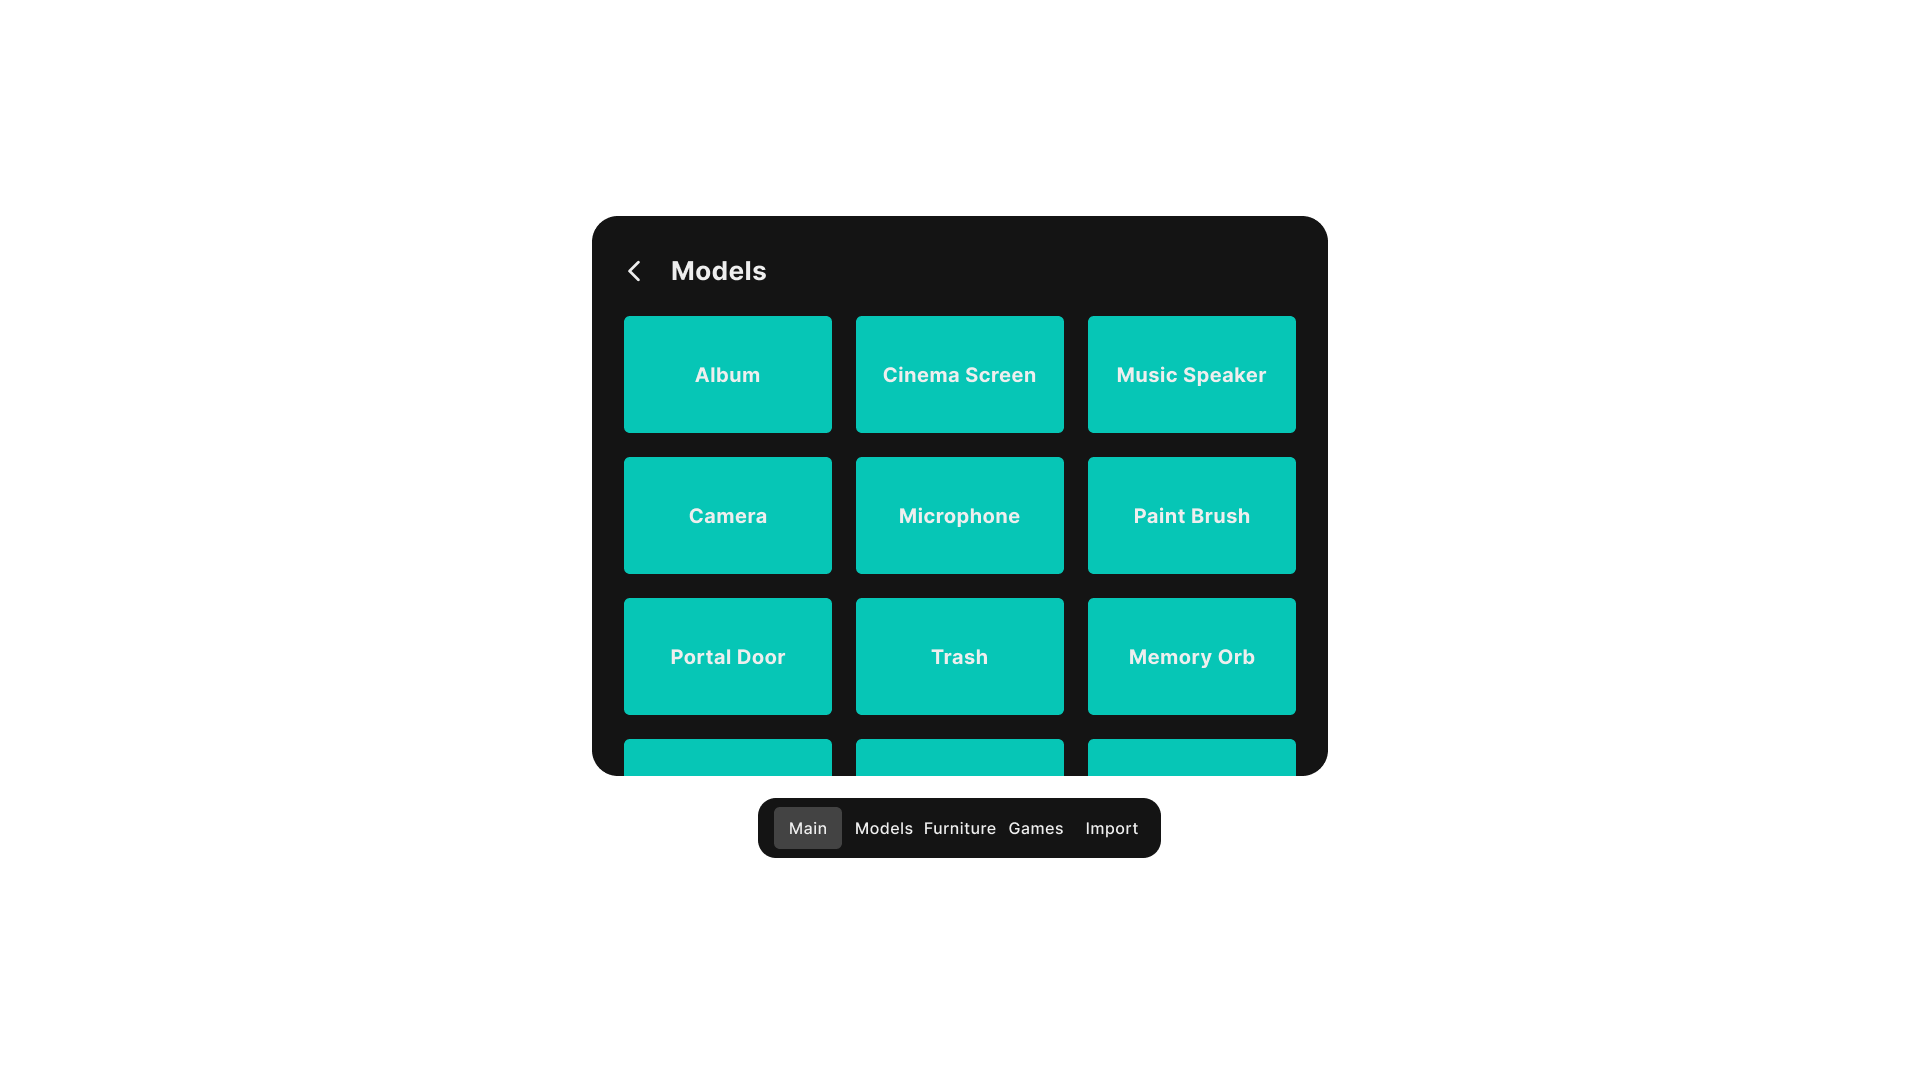 Models
Album
Cinema Screen
Music Speaker
Camera
Microphone
Paint Brush
Portal Door
Trash
Memory Orb
Main
Models
Furniture
Games
Import